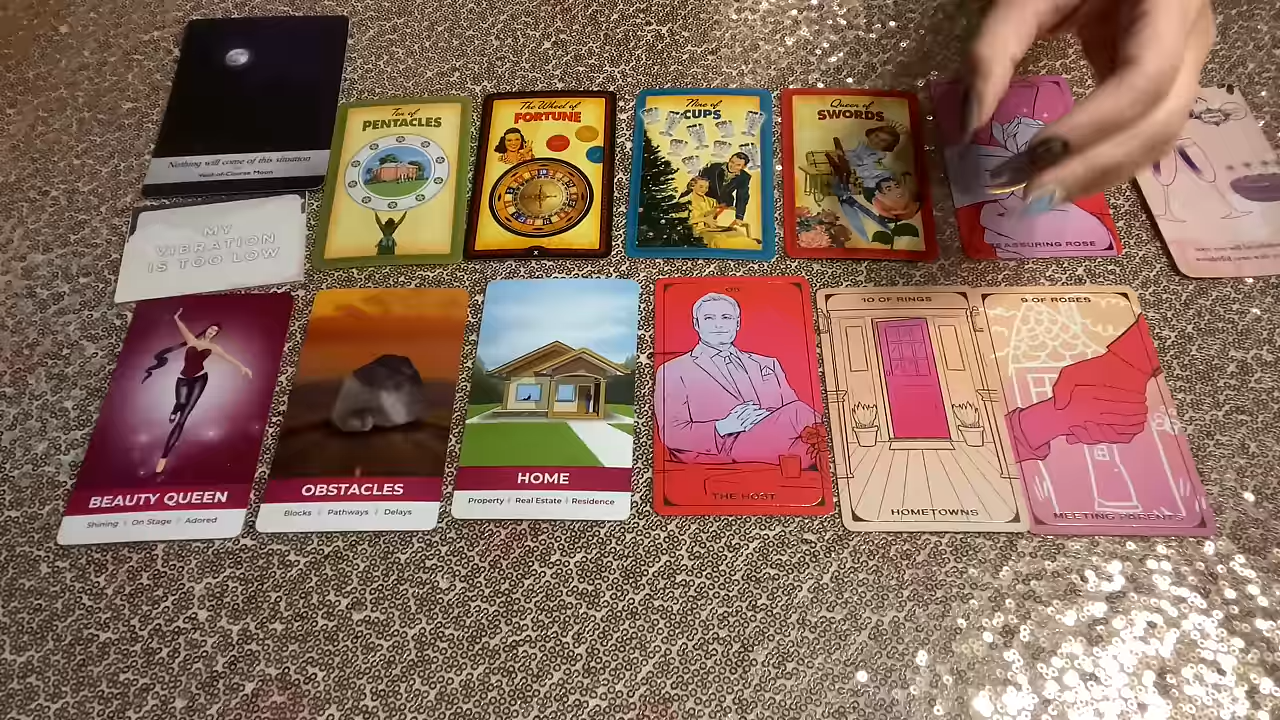 Nothing will come of this situation
Void-of-Course Moon
MY
VIBRATION
IS TOO LOW
Ten of
PENTACLES
The Wheel of
FORTUNE
X
Nine of
CUPS
Queen of
SWORDS
EASSURING ROSE
BEAUTY QUEEN
Shining | On Stage | Adored
OBSTACLES
Blocks | Pathways | Delays
HOME
Property | Real Estate | Residence
THE HOST
10 OF RINGS
HOMETOWNS
9 OF ROSES
MEETING PARENTS